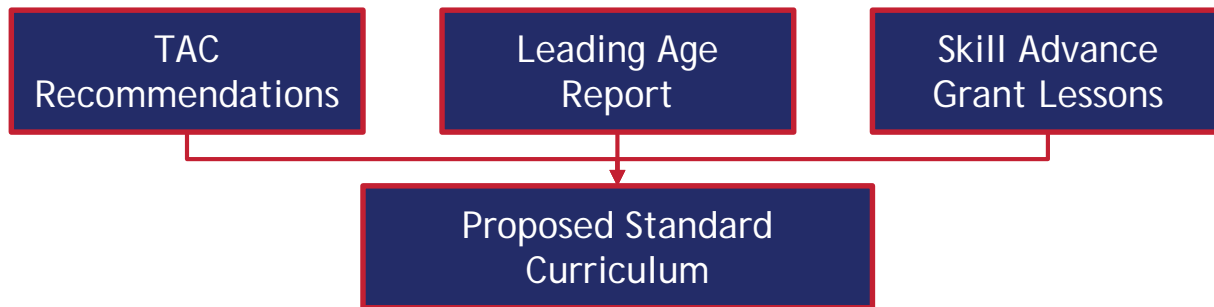 TAC
Recommendations
Leading Age
Report
Skill Advance
Grant Lessons
Proposed Standard
Curriculum